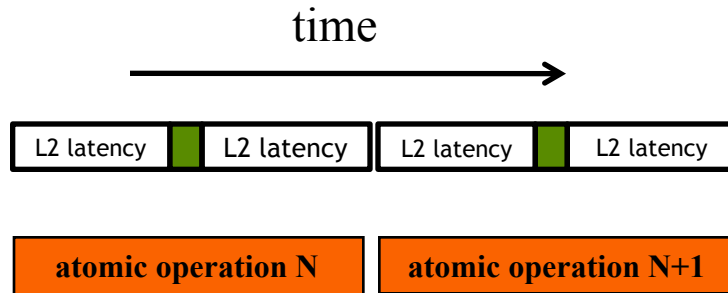 time
L2 latency L2 latency L2 latency L2 latency
atomic operation N atomic operation N+1